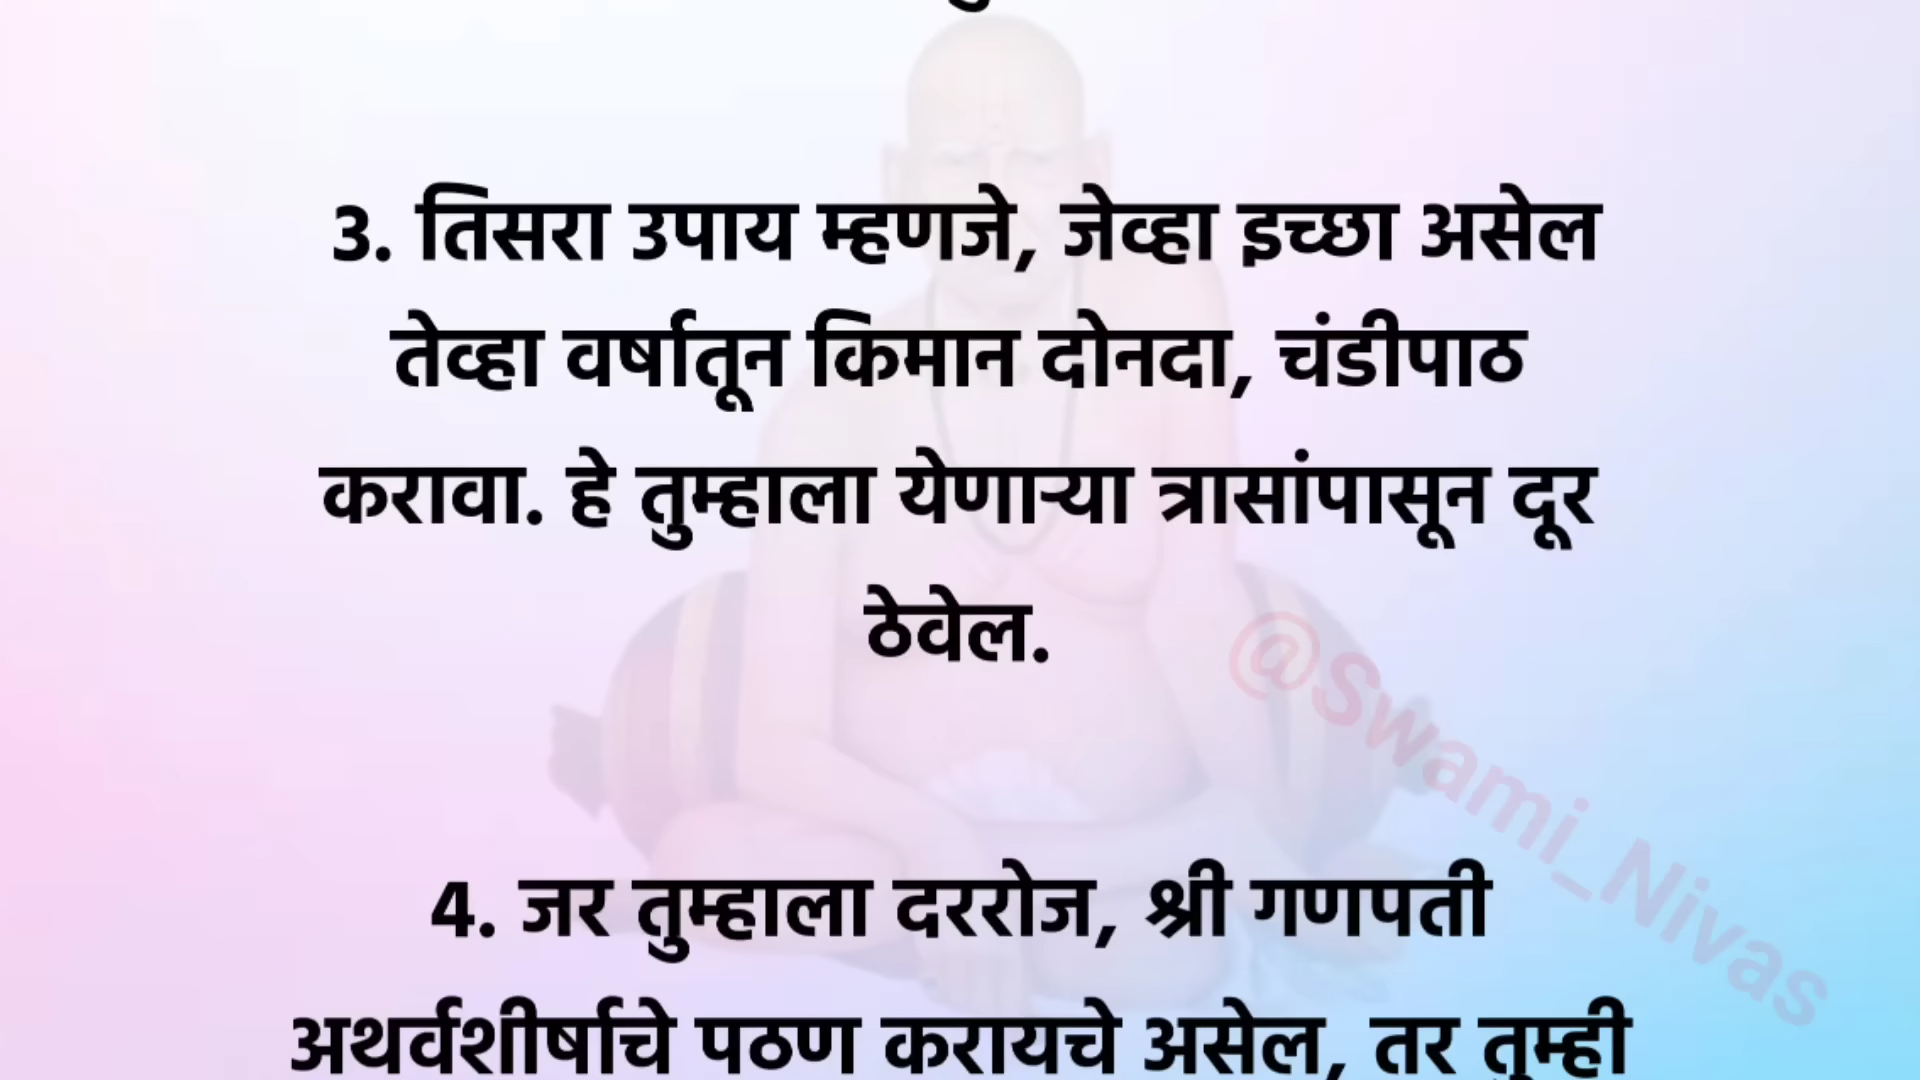 3. तिसरा उपाय म्हणजे, जेव्हा इच्छा असेल
तेव्हा वर्षातून किमान दोनदा, चंडीपाठ
करावा. हे तुम्हाला येणाऱ्या त्रासांपासून दूर
ठेवेल.
@Swami_Nivas
4. जर तुम्हाला दररोज, श्री गणपती
अथर्वशीर्षाचे पठण करायचे असेल, तर तुम्ही